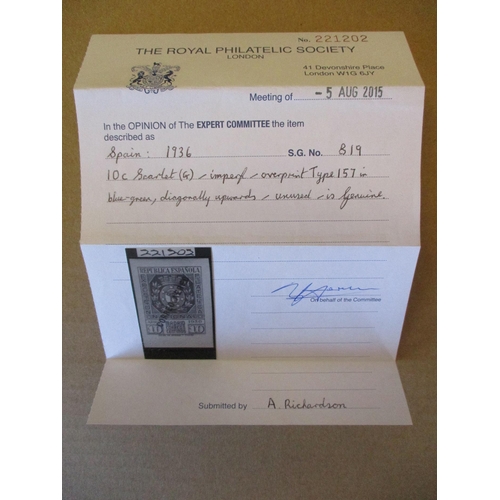 No. 221202
THE ROYAL PHILATELIC SOCIETY
LONDON
41 Devonshire Place
London W1G 6JY
Meeting of - 5 AUG 2015
In the OPINION of The EXPERT COMMITTEE the item
described as
Spain: 1936 S.G. No. 819
10c Scarlet (G) - imperf - overprint Type 157 in
blue-green, diagonally upwards - unused - is Genuine.
221202
REPUBLICA ESPAÑOLA
On behalf of the Committee
Submitted by A Richardson